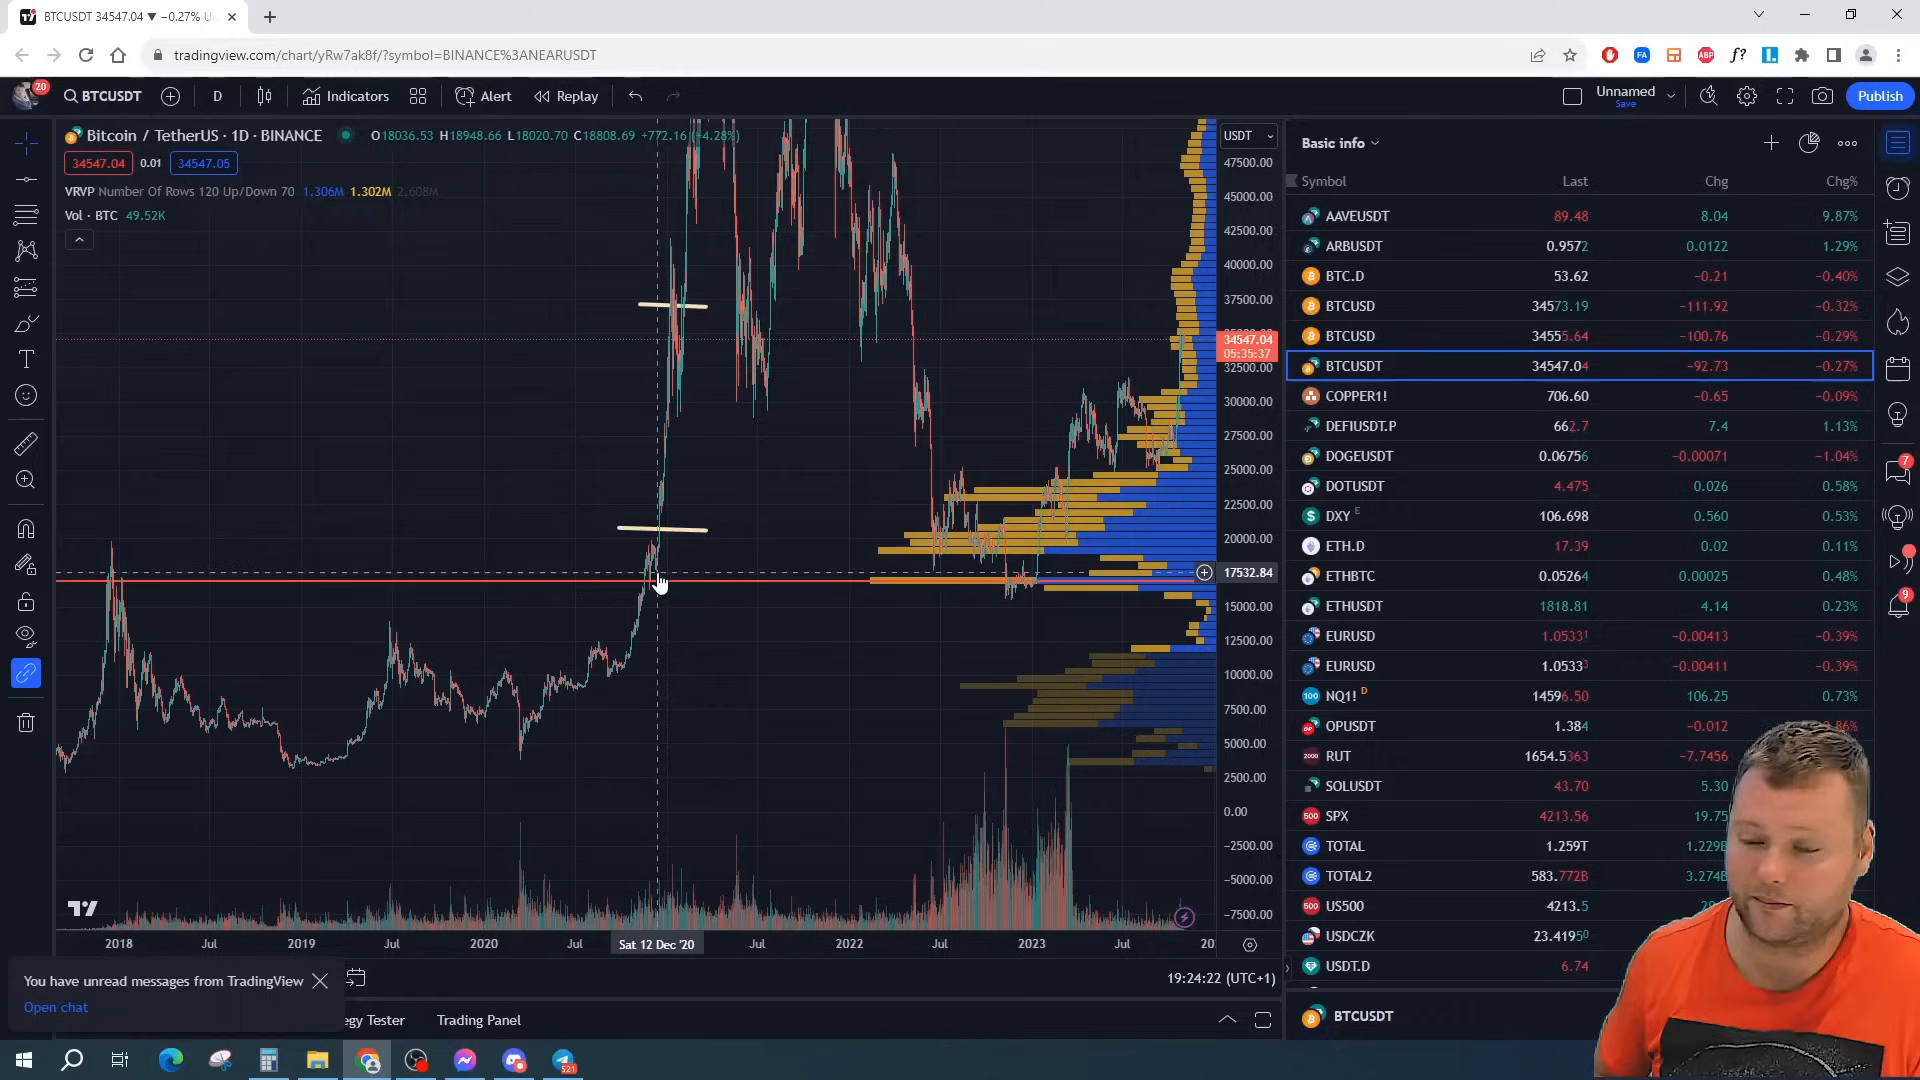 BTCUSDT 34547.04 ▼ −0.27% U
tradingview.com/chart/yRw7ak8f/?symbol=BINANCE%3ANEARUSDT
20
BTCUSDT D Indicators Alert Replay Unnamed Save Publish
Bitcoin / TetherUS · 1D · BINANCE O18036.53 H18948.66 L18020.70 C18808.69 +772.16 (+4.28%)
34547.04 0.01 34547.05
VRVP Number Of Rows 120 Up/Down 70 1.306M 1.302M 2.608M
Vol · BTC 49.52K
USDT
47500.00
45000.00
42500.00
40000.00
37500.00
34547.04
05:35:37
32500.00
30000.00
27500.00
25000.00
22500.00
20000.00
17532.84
15000.00
12500.00
10000.00
7500.00
5000.00
2500.00
0.00
−2500.00
−5000.00
−7500.00
2018 Jul 2019 Jul 2020 Jul Sat 12 Dec '20 Jul 2022 Jul 2023 Jul
19:24:22 (UTC+1)
You have unread messages from TradingView
Open chat
Tester Trading Panel
Basic info
Symbol Last Chg Chg%
AAVEUSDT 89.48 8.04 9.87%
ARBUSDT 0.9572 0.0122 1.29%
BTC.D 53.62 −0.21 −0.40%
BTCUSD 34573.19 −111.92 −0.32%
BTCUSD 34555.64 −100.76 −0.29%
BTCUSDT 34547.04 −92.73 −0.27%
COPPER1! 706.60 −0.65 −0.09%
DEFIUSDT.P 662.7 7.4 1.13%
DOGEUSDT 0.06756 −0.00071 −1.04%
DOTUSDT 4.475 0.026 0.58%
DXY E 106.698 0.560 0.53%
ETH.D 17.39 0.02 0.11%
ETHBTC 0.05264 0.00025 0.48%
ETHUSDT 1818.81 4.14 0.23%
EURUSD 1.05331 −0.00413 −0.39%
EURUSD 1.05333 −0.00411 −0.39%
NQ1! D 14596.50 106.25 0.73%
OPUSDT 1.384 −0.012
RUT 1654.5363 −7.7456
SOLUSDT 43.70 5.30
SPX 4213.56 19.75
TOTAL 1.259T 1.229B
TOTAL2 583.772B 3.274B
US500 4213.5
USDCZK 23.41950
USDT.D 6.74
BTCUSDT
7
9
521